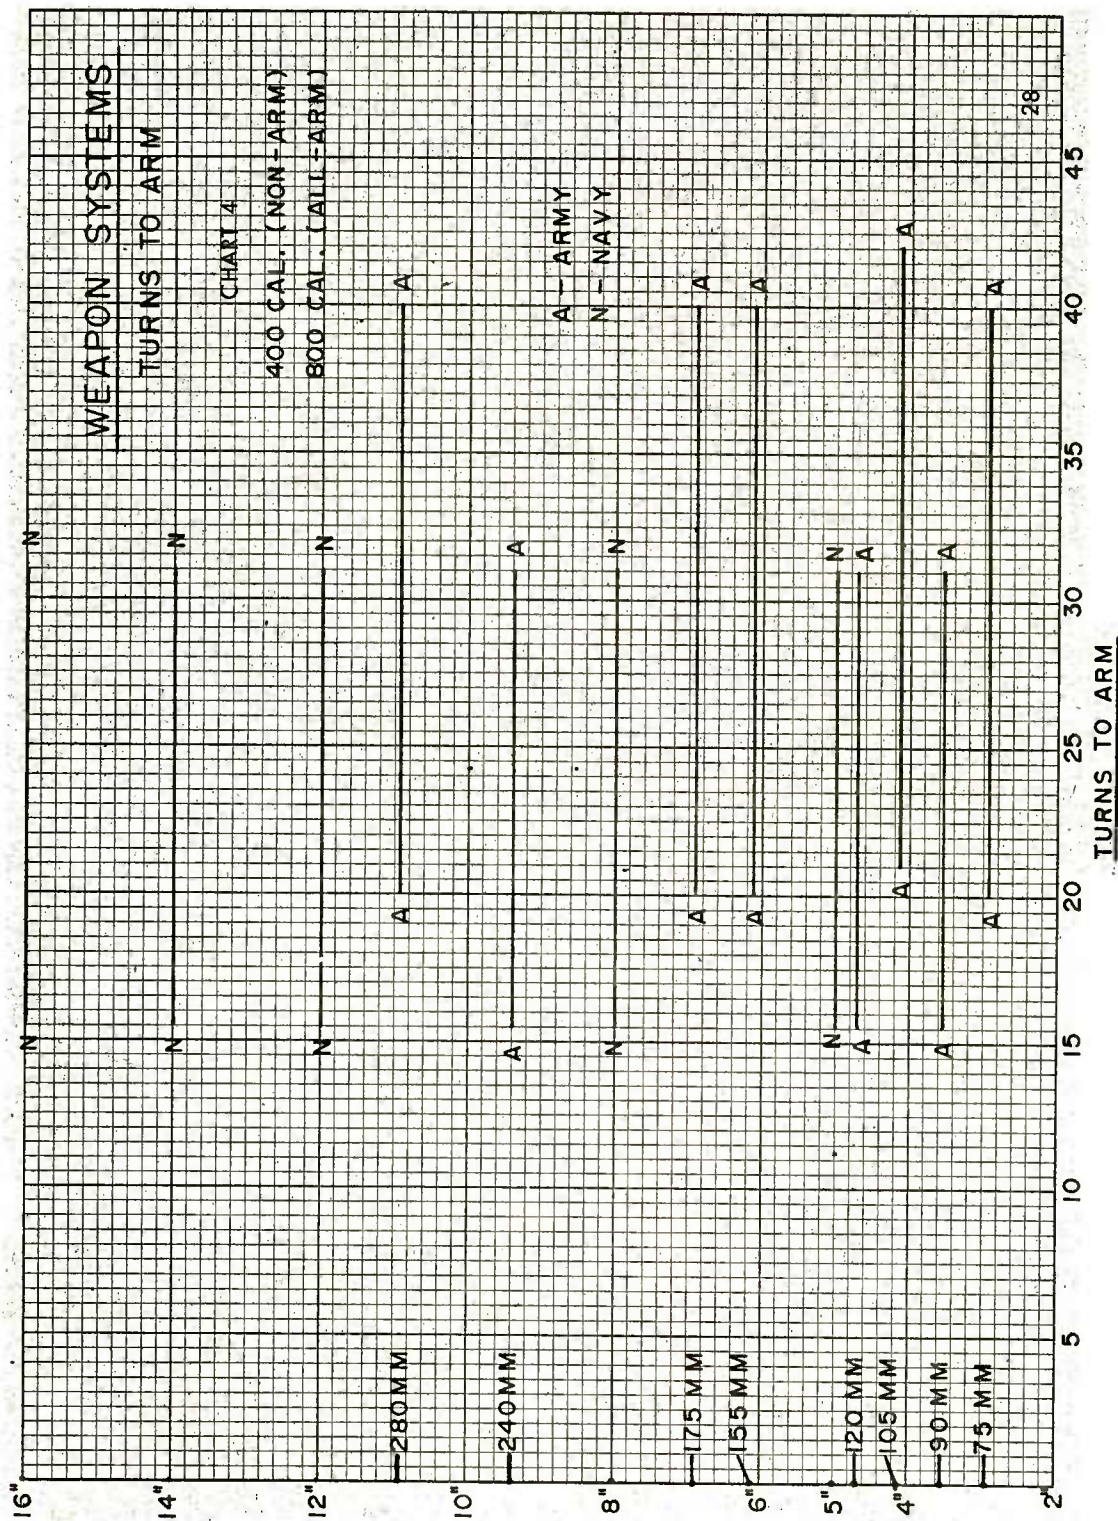 WEAPON SYSTEMS
TURNS TO ARM
CHART 4
400 CAL. (NON-ARM)
800 CAL. (ALL-ARM)
A - ARMY
N - NAVY
16"
N N
14"
N N
12"
N N
280MM
A A
10"
240MM
A A
8"
N N
175 MM
A A
155 MM
A A
6"
5"
N N
120 MM
A A
105 MM
A A
4"
90 MM
A A
75 MM
A A
2"
5 10 15 20 25 30 35 40 45
TURNS TO ARM
28